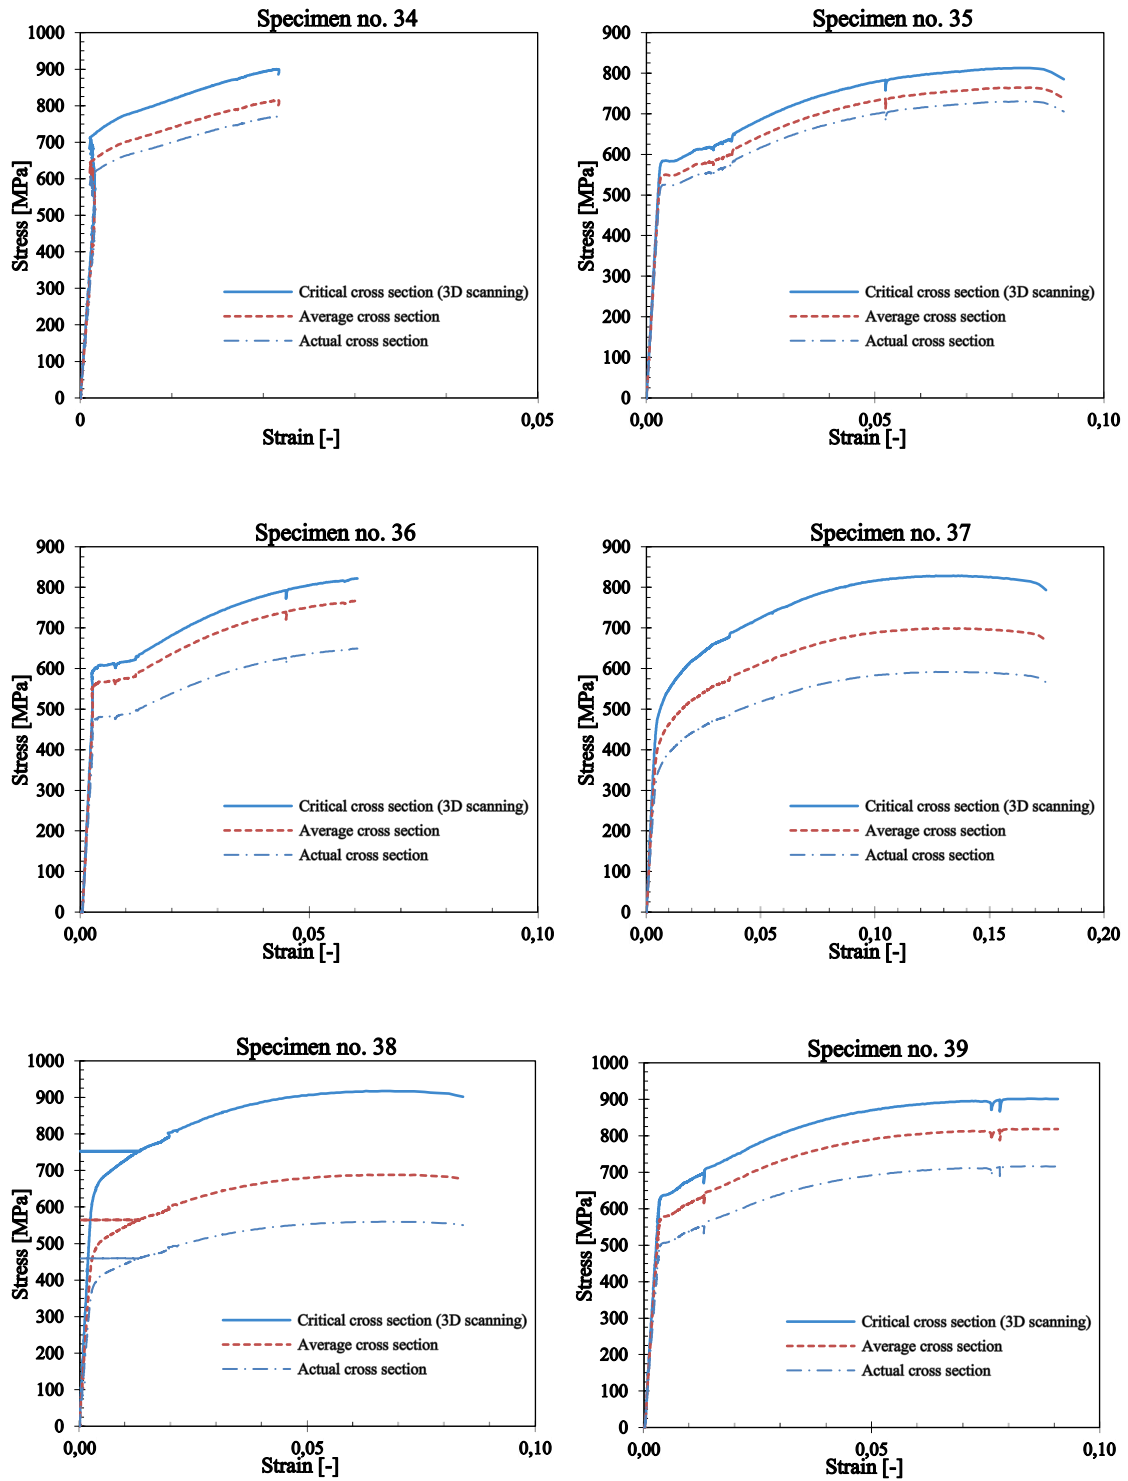 Specimen no. 34
1000
900
800
700
600
500
400
300
200
100
0
Stress [MPa]
Critical cross section (3D scanning)
Average cross section
Actual cross section
0
0,05
Strain [-]
Specimen no. 35
900
800
700
600
500
400
300
200
100
0
Stress [MPa]
Critical cross section (3D scanning)
Average cross section
Actual cross section
0,00
0,05
0,10
Strain [-]
Specimen no. 36
900
800
700
600
500
400
300
200
100
0
Stress [MPa]
Critical cross section (3D scanning)
Average cross section
Actual cross section
0,00
0,05
0,10
Strain [-]
Specimen no. 37
900
800
700
600
500
400
300
200
100
0
Stress [MPa]
Critical cross section (3D scanning)
Average cross section
Actual cross section
0,00
0,05
0,10
0,15
0,20
Strain [-]
Specimen no. 38
1000
900
800
700
600
500
400
300
200
100
0
Stress [MPa]
Critical cross section (3D scanning)
Average cross section
Actual cross section
0,00
0,05
0,10
Strain [-]
Specimen no. 39
1000
900
800
700
600
500
400
300
200
100
0
Stress [MPa]
Critical cross section (3D scanning)
Average cross section
Actual cross section
0,00
0,05
0,10
Strain [-]